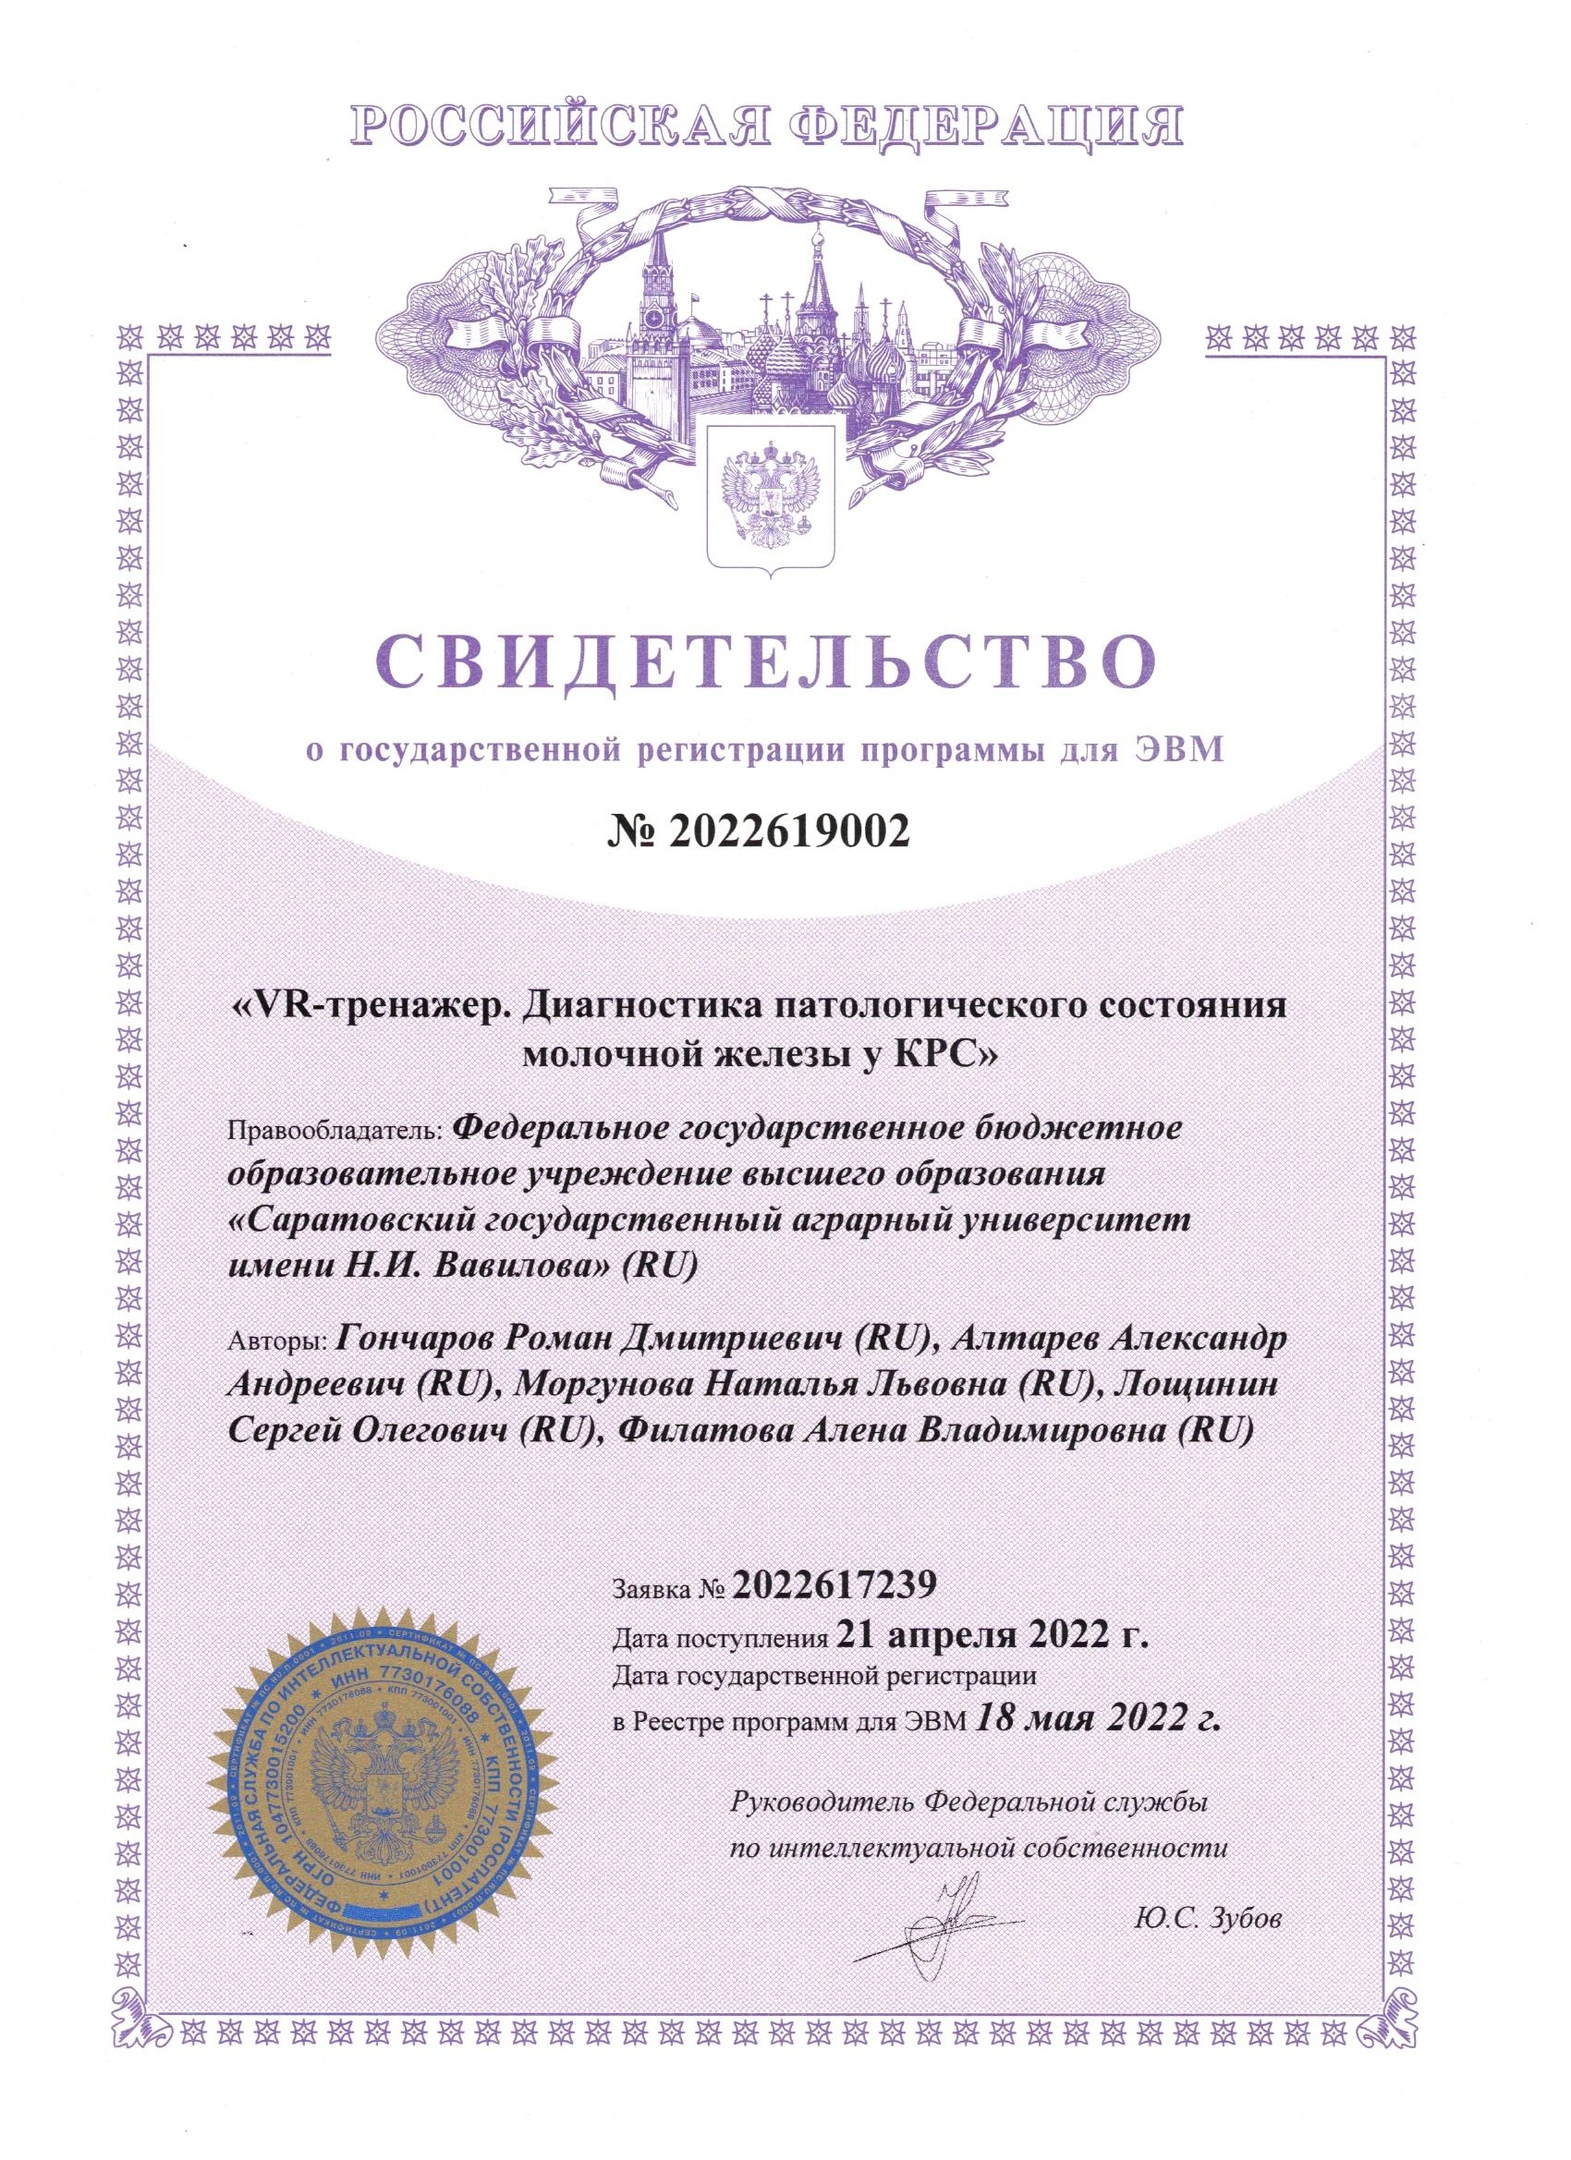 РОССИЙСКАЯ ФЕДЕРАЦИЯ
СВИДЕТЕЛЬСТВО
о государственной регистрации программы для ЭВМ
№ 2022619002
«VR-тренажер. Диагностика патологического состояния
молочной железы у КРС»
Правообладатель: Федеральное государственное бюджетное
образовательное учреждение высшего образования
«Саратовский государственный аграрный университет
имени Н.И. Вавилова» (RU)
Авторы: Гончаров Роман Дмитриевич (RU), Алтарев Александр
Андреевич (RU), Моргунова Наталья Львовна (RU), Лощинин
Сергей Олегович (RU), Филатова Алена Владимировна (RU)
Заявка № 2022617239
Дата поступления 21 апреля 2022 г.
Дата государственной регистрации
в Реестре программ для ЭВМ 18 мая 2022 г.
Руководитель Федеральной службы
по интеллектуальной собственности
Ю.С. Зубов
ФЕДЕРАЛЬНАЯ СЛУЖБА ПО ИНТЕЛЛЕКТУАЛЬНОЙ СОБСТВЕННОСТИ (РОСПАТЕНТ)
ОГРН 1047730015200 * ИНН 7730176088 * КПП 773001001 *